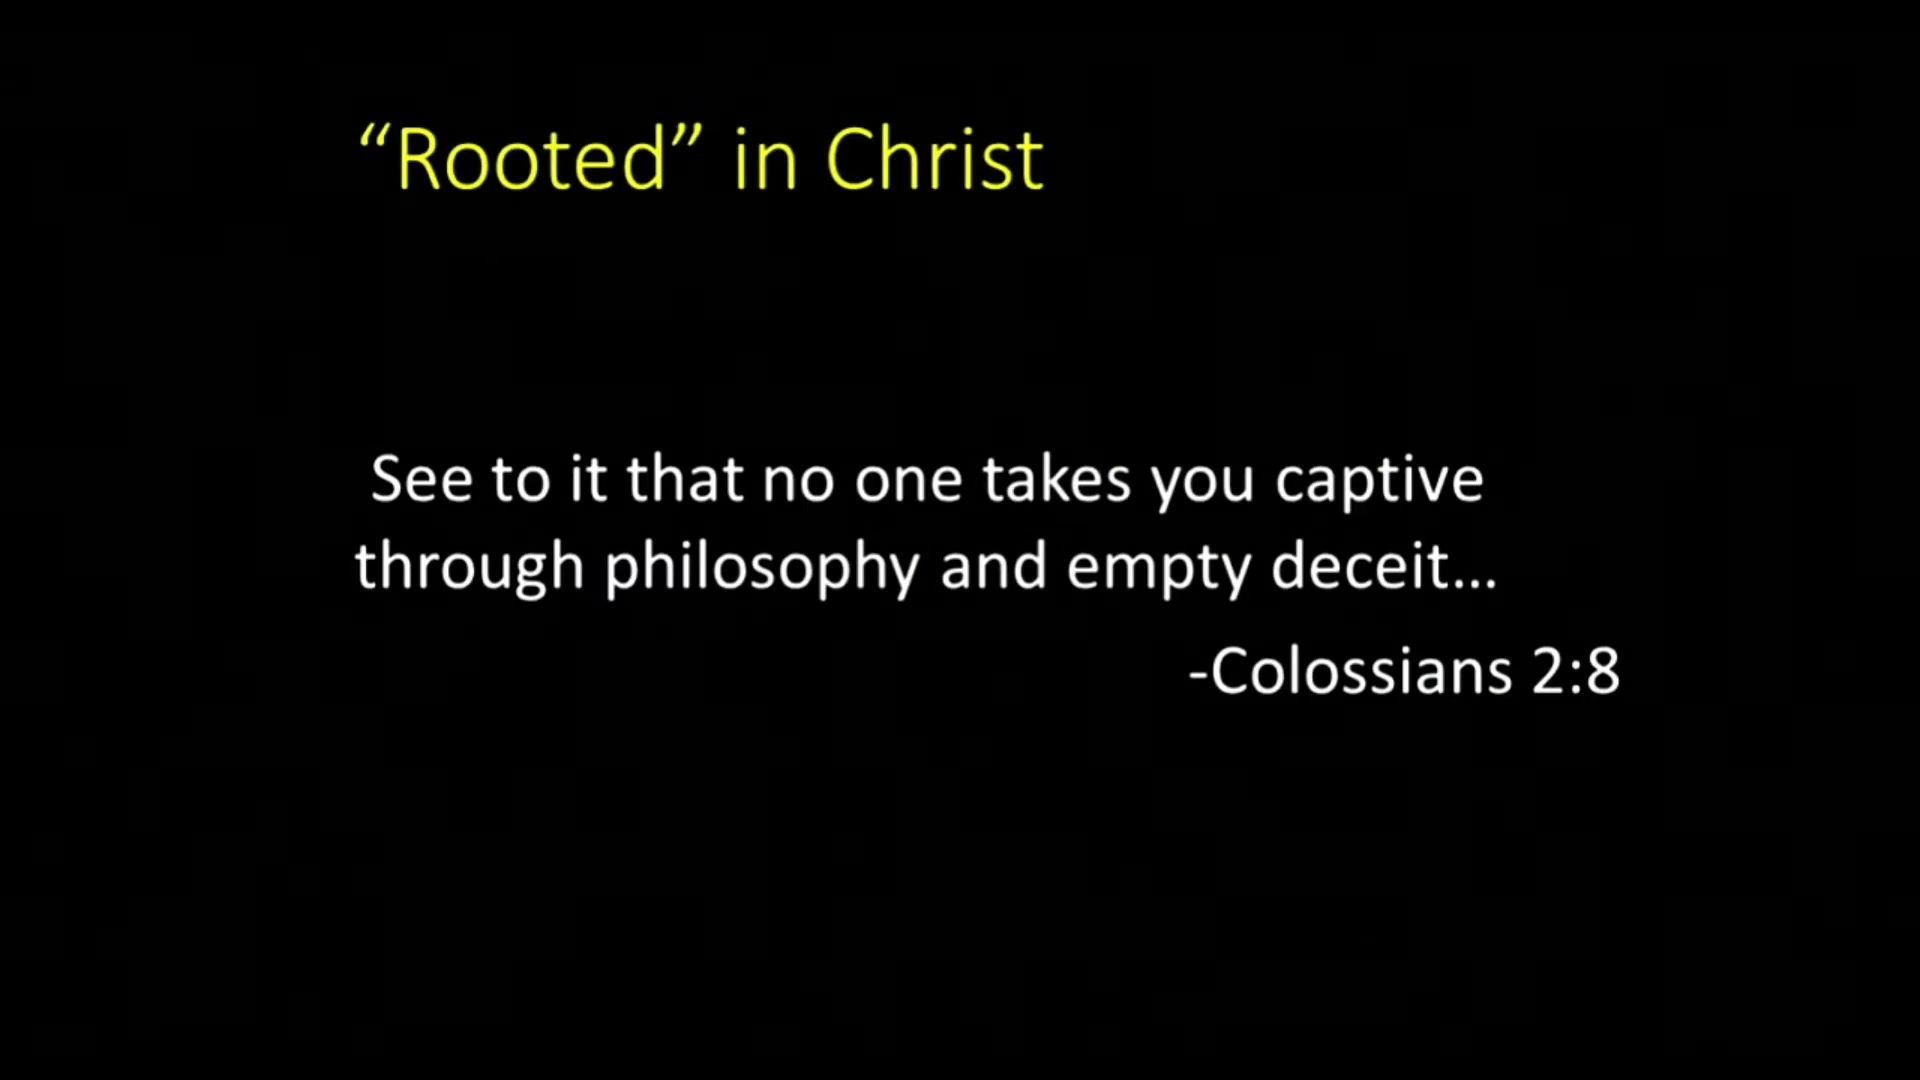 “Rooted” in Christ
See to it that no one takes you captive
through philosophy and empty deceit...
-Colossians 2:8